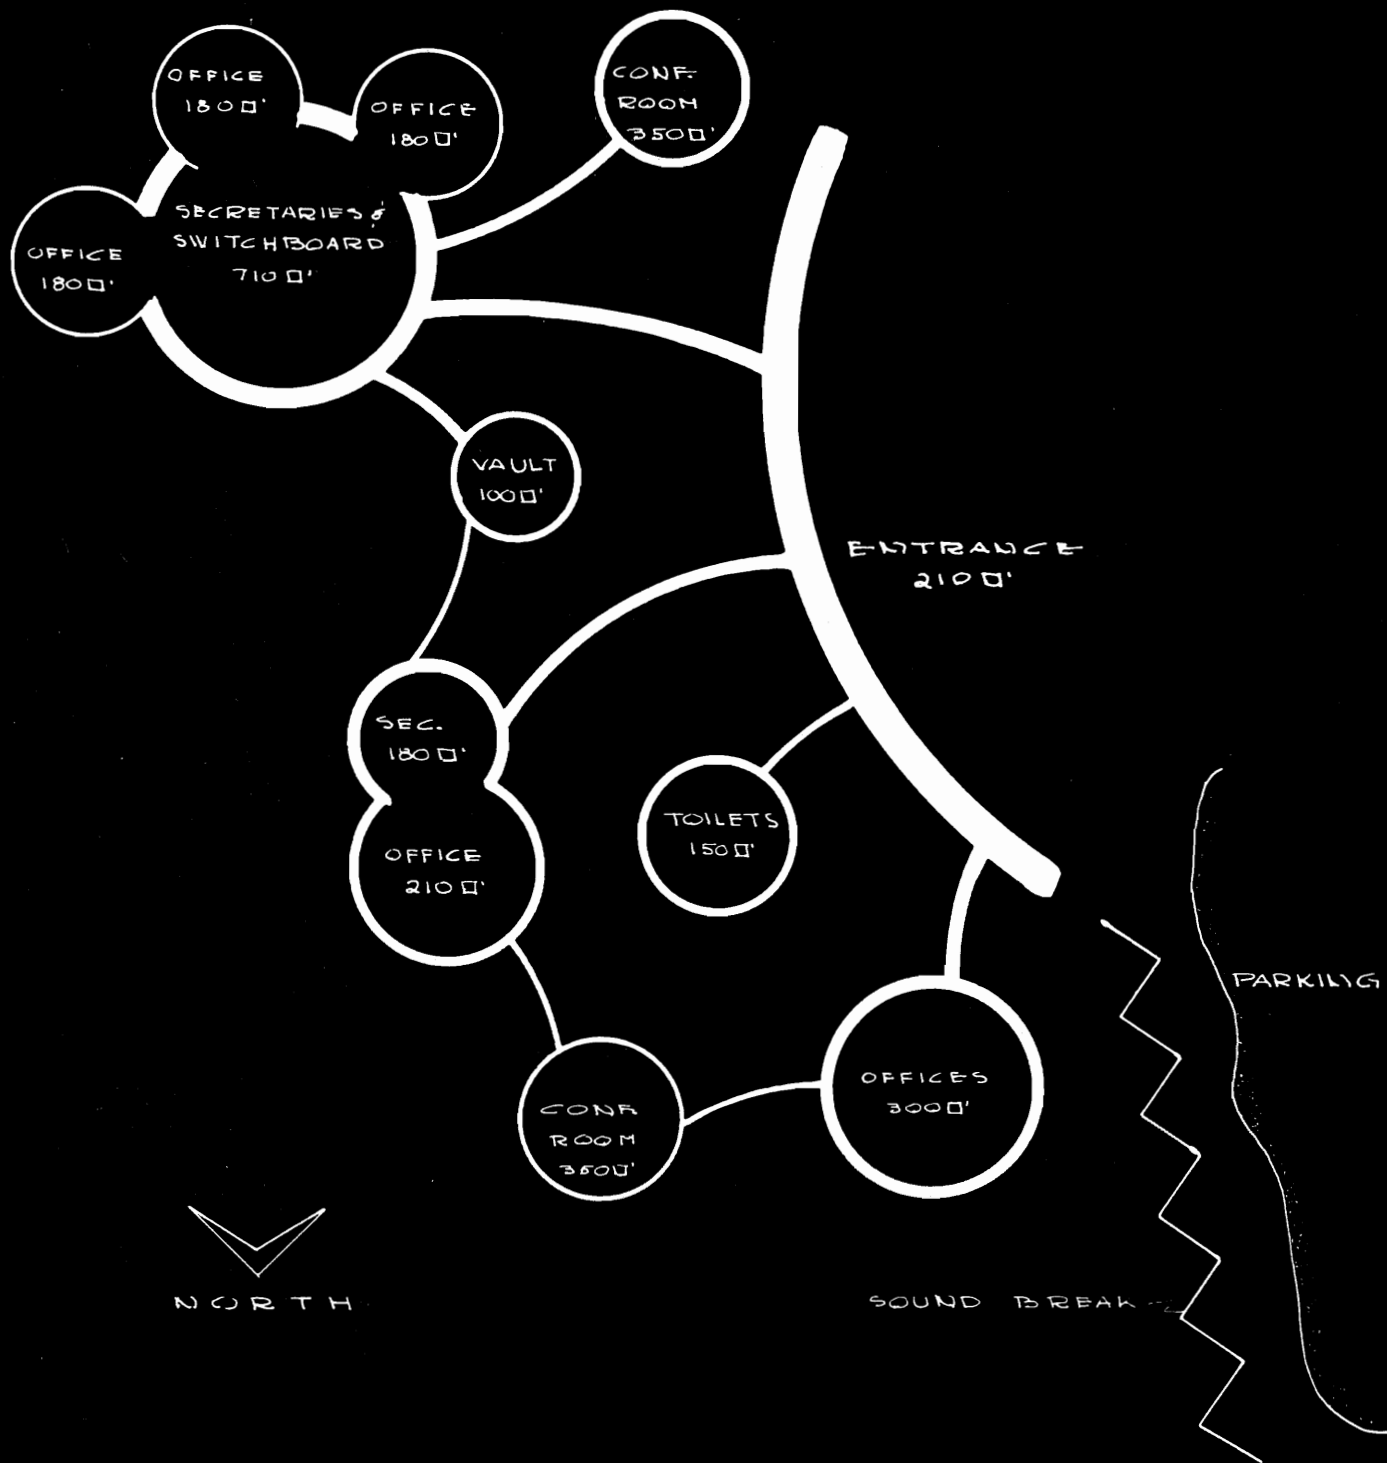 OFFICE
180□'
OFFICE
180□'
CONF.
ROOM
350□'
SECRETARIES &
SWITCHBOARD
710□'
OFFICE
180□'
VAULT
100□'
ENTRANCE
210□'
SEC.
180□'
TOILETS
150□'
OFFICE
210□'
PARKING
OFFICES
300□'
CONF.
ROOM
350□'
NORTH
SOUND BREAK